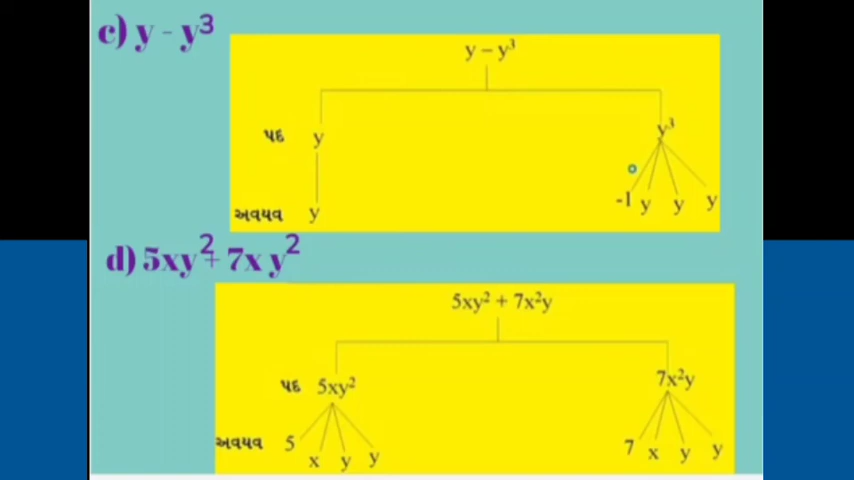 c) y - y³
y – y³
પદ y y³
અવયવ y -1 y y y
d) 5xy² + 7x y²
5xy² + 7x²y
પદ 5xy² 7x²y
અવયવ 5 x y y 7 x y y